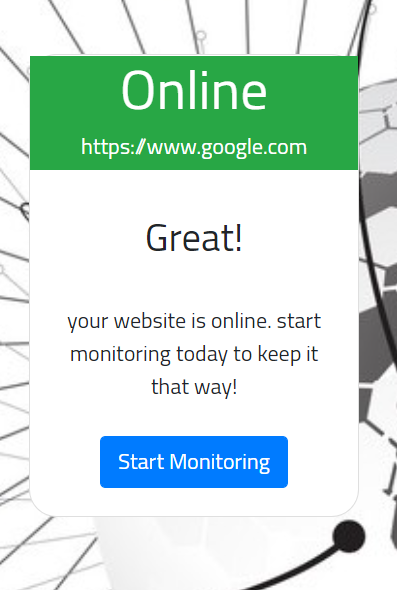 Online
https://www.google.com
Great!
your website is online. start
monitoring today to keep it
that way!
Start Monitoring